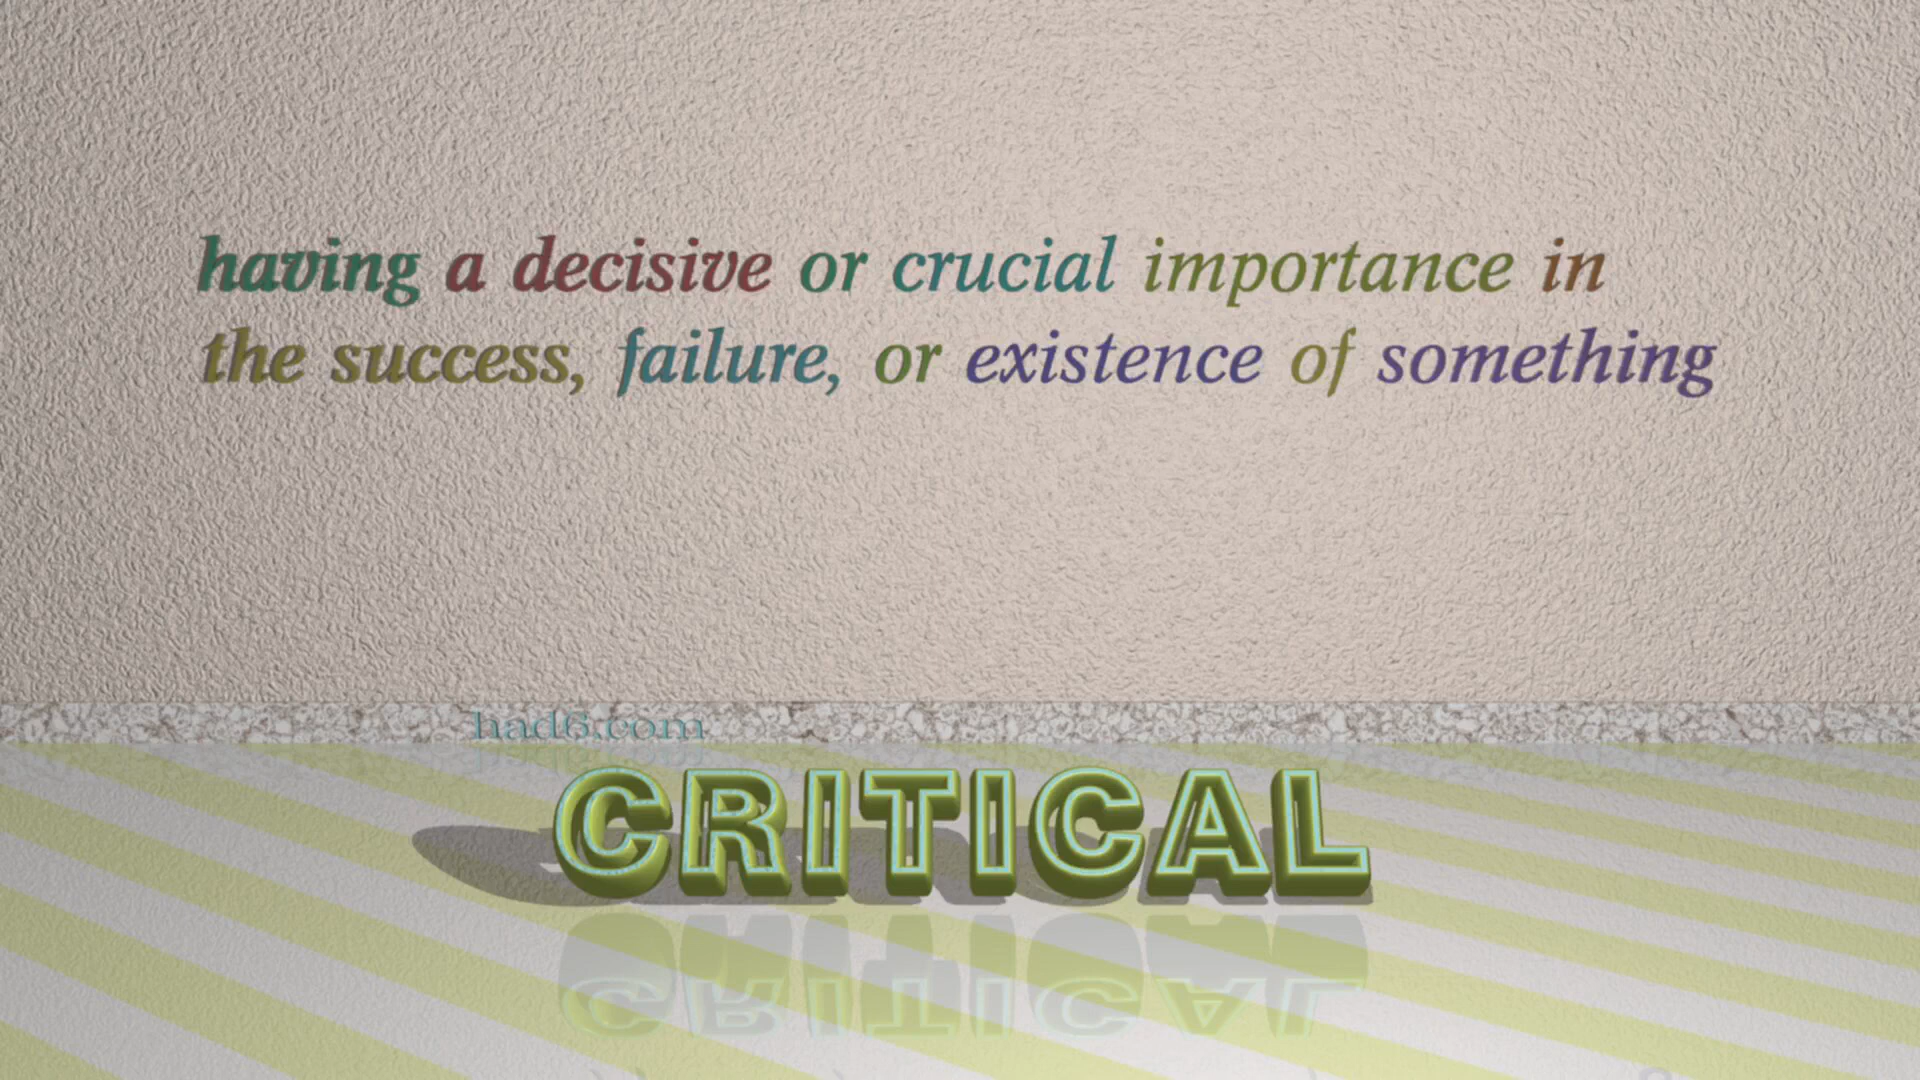 having a decisive or crucial importance in
the success, failure, or existence of something
had6.com
CRITICAL